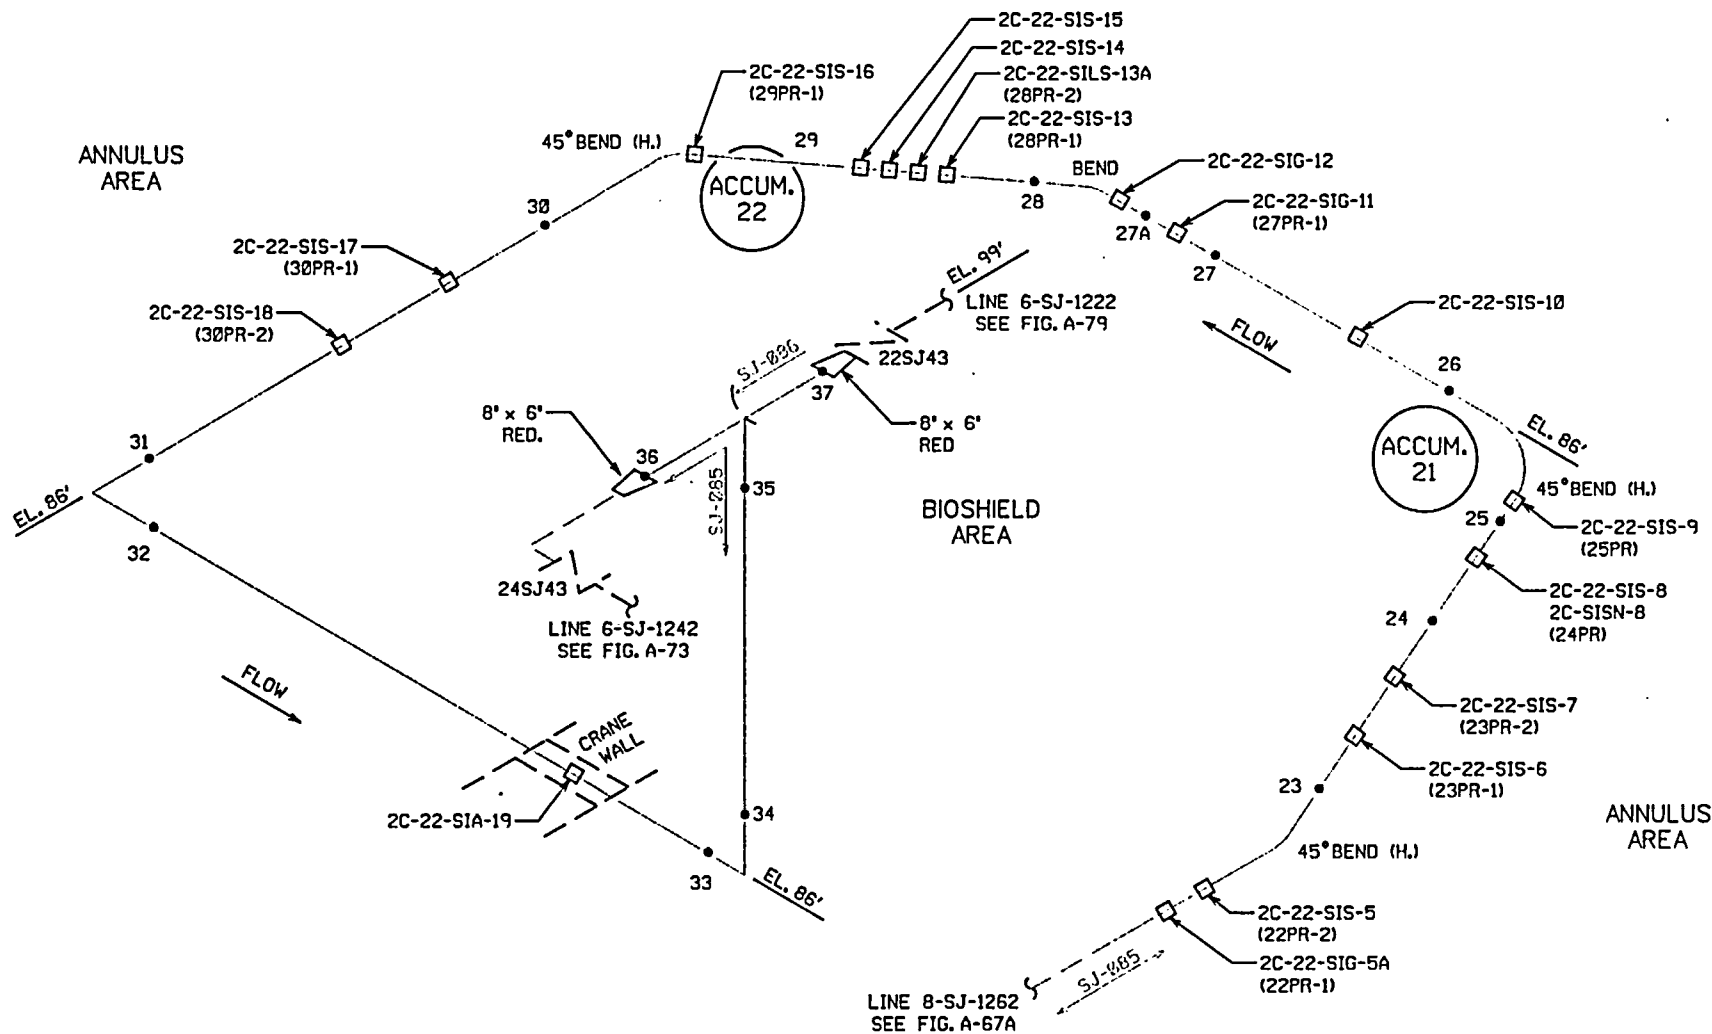 2C-22-SIS-15
2C-22-SIS-14
2C-22-SILS-13A
(28PR-2)
2C-22-SIS-13
(28PR-1)
2C-22-SIS-16
(29PR-1)
45° BEND (H.)
29
ACCUM.
22
ANNULUS
AREA
BEND
28
2C-22-SIG-12
2C-22-SIG-11
(27PR-1)
27A
27
30
2C-22-SIS-17
(30PR-1)
2C-22-SIS-18
(30PR-2)
EL. 99'
LINE 6-SJ-1222
SEE FIG. A-79
22SJ43
SJ-086
37
8" x 6"
RED
8" x 6"
RED.
36
FLOW
2C-22-SIS-10
26
ACCUM.
21
EL. 86'
45° BEND (H.)
25
2C-22-SIS-9
(25PR)
2C-22-SIS-8
2C-SISN-8
(24PR)
24
31
EL. 86'
32
35
SJ-085
BIOSHIELD
AREA
24SJ43
LINE 6-SJ-1242
SEE FIG. A-73
FLOW
CRANE
WALL
2C-22-SIA-19
34
33
EL. 86'
2C-22-SIS-7
(23PR-2)
2C-22-SIS-6
(23PR-1)
23
45° BEND (H.)
ANNULUS
AREA
2C-22-SIS-5
(22PR-2)
2C-22-SIG-5A
(22PR-1)
SJ-085
LINE 8-SJ-1262
SEE FIG. A-67A